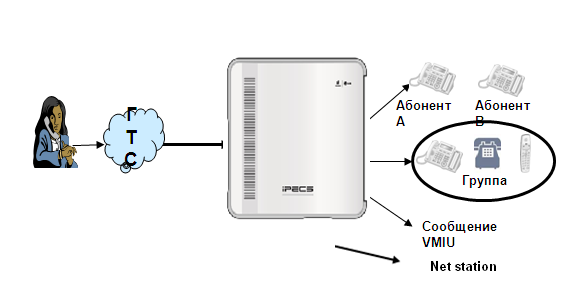 Г
Т
С
iPECS
Абонент
А
Абонент
В
Группа
Сообщение
VMIU
Net station